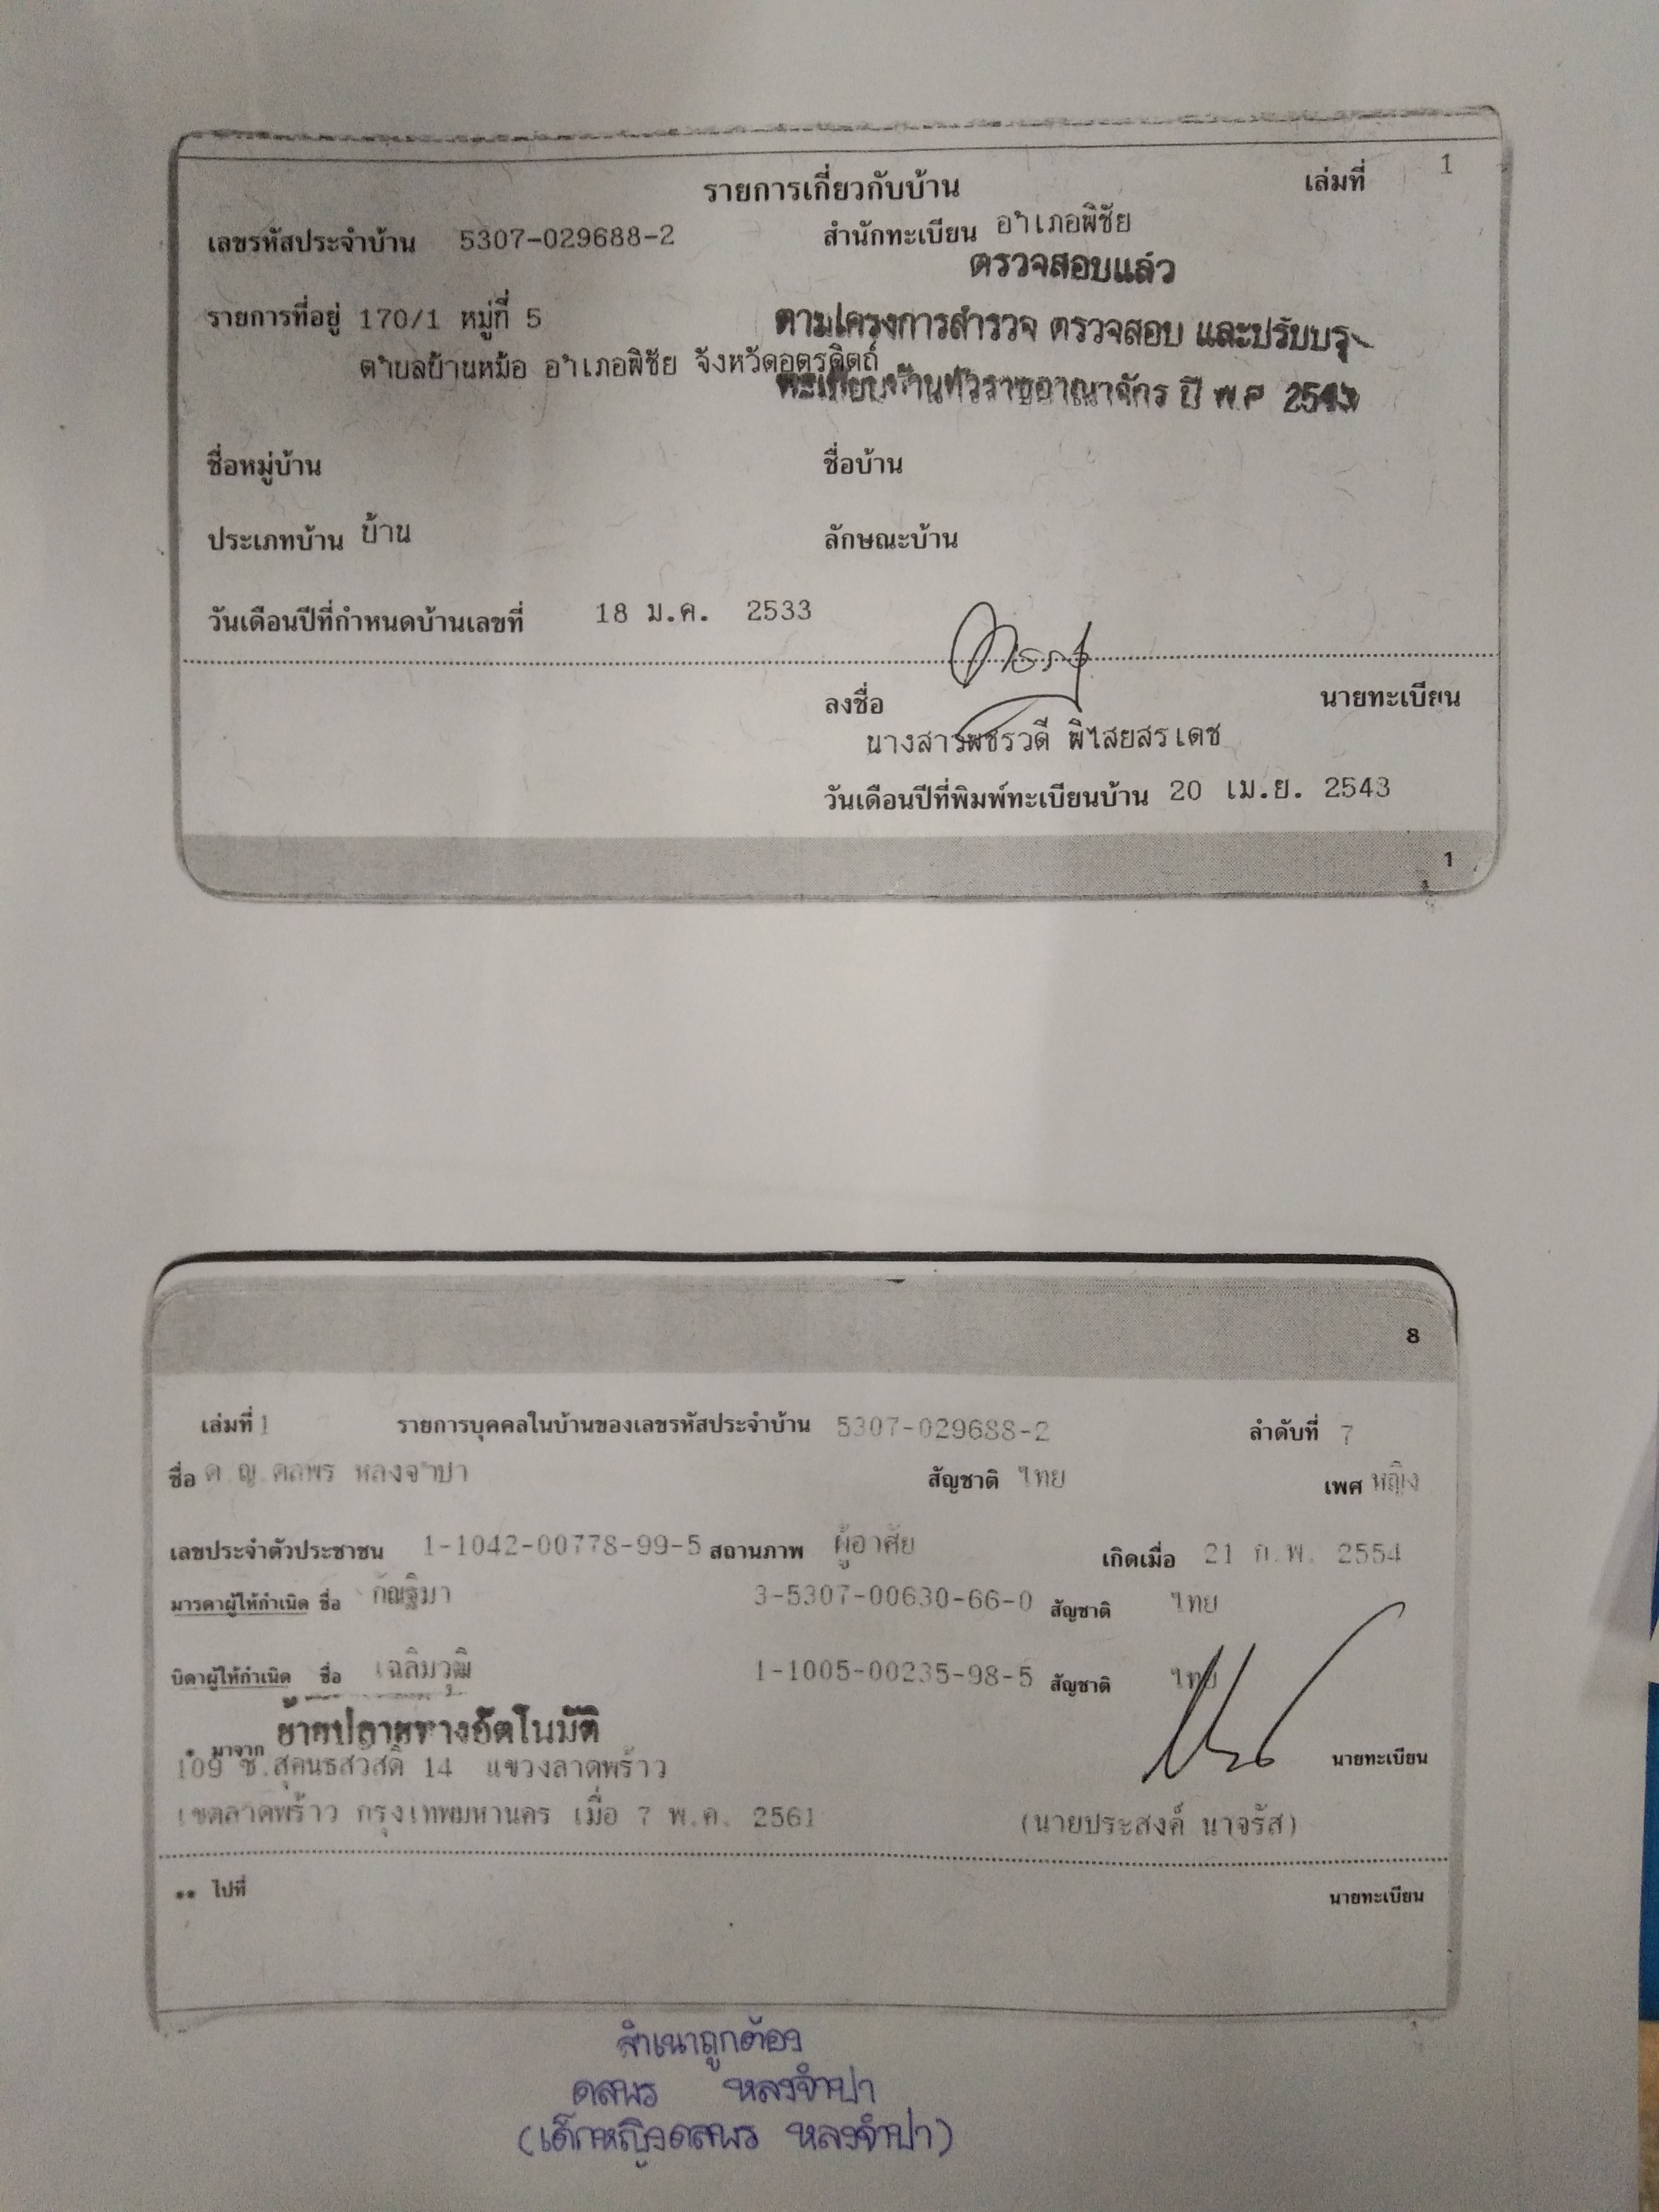 รายการเกี่ยวกับบ้าน เล่มที่ 1
เลขรหัสประจำบ้าน 5307-029688-2 สำนักทะเบียน อำเภอพิชัย
ตรวจสอบแล้ว
รายการที่อยู่ 170/1 หมู่ที่ 5 ตามโครงการสำรวจ ตรวจสอบ และปรับปรุง
ตำบลบ้านหม้อ อำเภอพิชัย จังหวัดอุตรดิตถ์
ทะเบียนบ้านทั่วราชอาณาจักร ปี พ.ศ 2543
ชื่อหมู่บ้าน ชื่อบ้าน
ประเภทบ้าน บ้าน ลักษณะบ้าน
วันเดือนปีที่กำหนดบ้านเลขที่ 18 ม.ค. 2533
ลงชื่อ นายทะเบียน
นางสาวพชรวดี พิไสยสรเดช
วันเดือนปีที่พิมพ์ทะเบียนบ้าน 20 เม.ย. 2543
1
8
เล่มที่ 1 รายการบุคคลในบ้านของเลขรหัสประจำบ้าน 5307-029688-2 ลำดับที่ 7
ชื่อ ด.ญ.ดลพร หลงจำปา สัญชาติ ไทย เพศ หญิง
เลขประจำตัวประชาชน 1-1042-00778-99-5 สถานภาพ ผู้อาศัย เกิดเมื่อ 21 ก.พ. 2554
มารดาผู้ให้กำเนิด ชื่อ กัณฐิมา 3-5307-00630-66-0 สัญชาติ ไทย
บิดาผู้ให้กำเนิด ชื่อ เฉลิมวุฒิ 1-1005-00235-98-5 สัญชาติ ไทย
* มาจาก ย้ายปลายทางอัตโนมัติ
109 ซ.สุคนธสวัสดิ์ 14 แขวงลาดพร้าว นายทะเบียน
เขตลาดพร้าว กรุงเทพมหานคร เมื่อ 7 พ.ค. 2561 (นายประสงค์ นาจรัส)
** ไปที่ นายทะเบียน
สำเนาถูกต้อง
ดลพร หลงจำปา
(เด็กหญิงดลพร หลงจำปา)